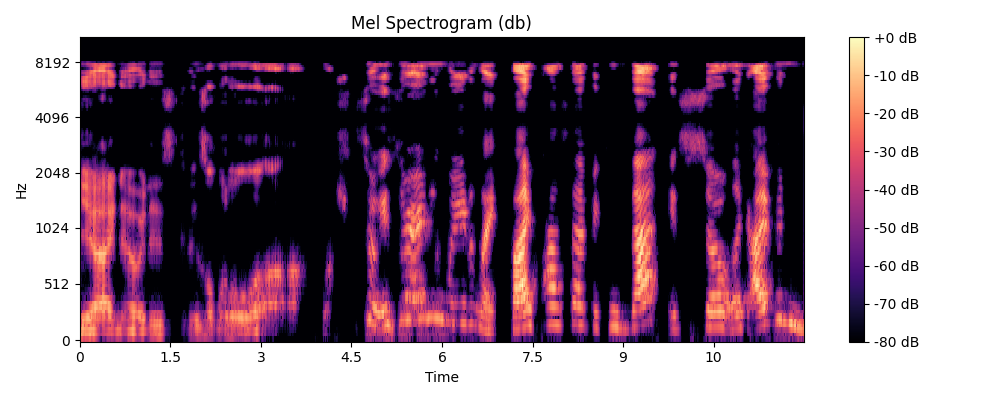 Mel Spectrogram (db)
Hz
8192
4096
2048
1024
512
0
0 1.5 3 4.5 6 7.5 9 10
Time
+0 dB
-10 dB
-20 dB
-30 dB
-40 dB
-50 dB
-60 dB
-70 dB
-80 dB